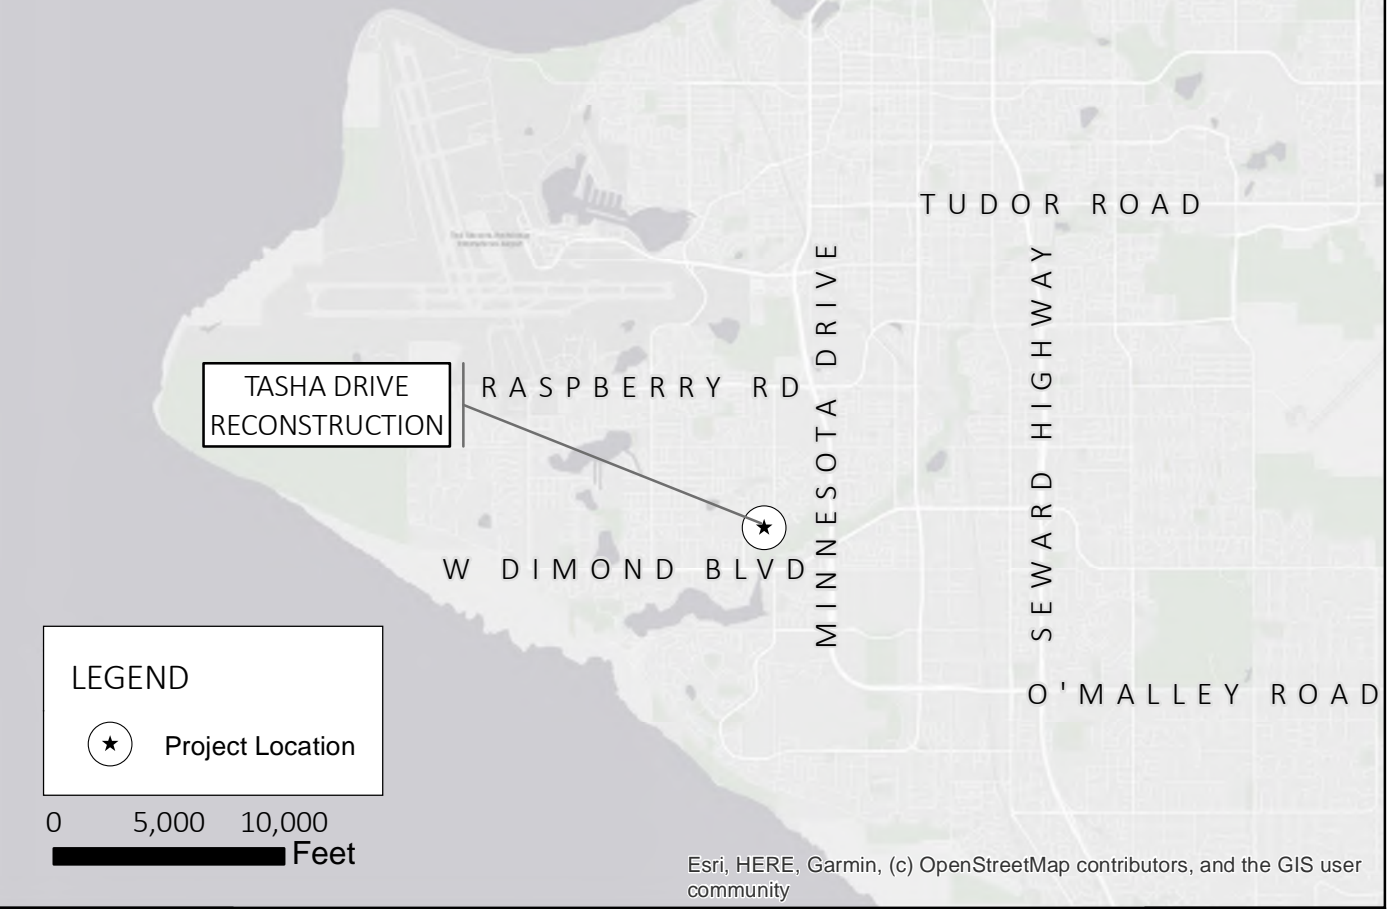 TUDOR ROAD
MINNESOTA DRIVE
SEWARD HIGHWAY
TASHA DRIVE
RECONSTRUCTION
RASPBERRY RD
W DIMOND BLVD
O'MALLEY ROAD
LEGEND
Project Location
0 5,000 10,000
Feet
Esri, HERE, Garmin, (c) OpenStreetMap contributors, and the GIS user
community